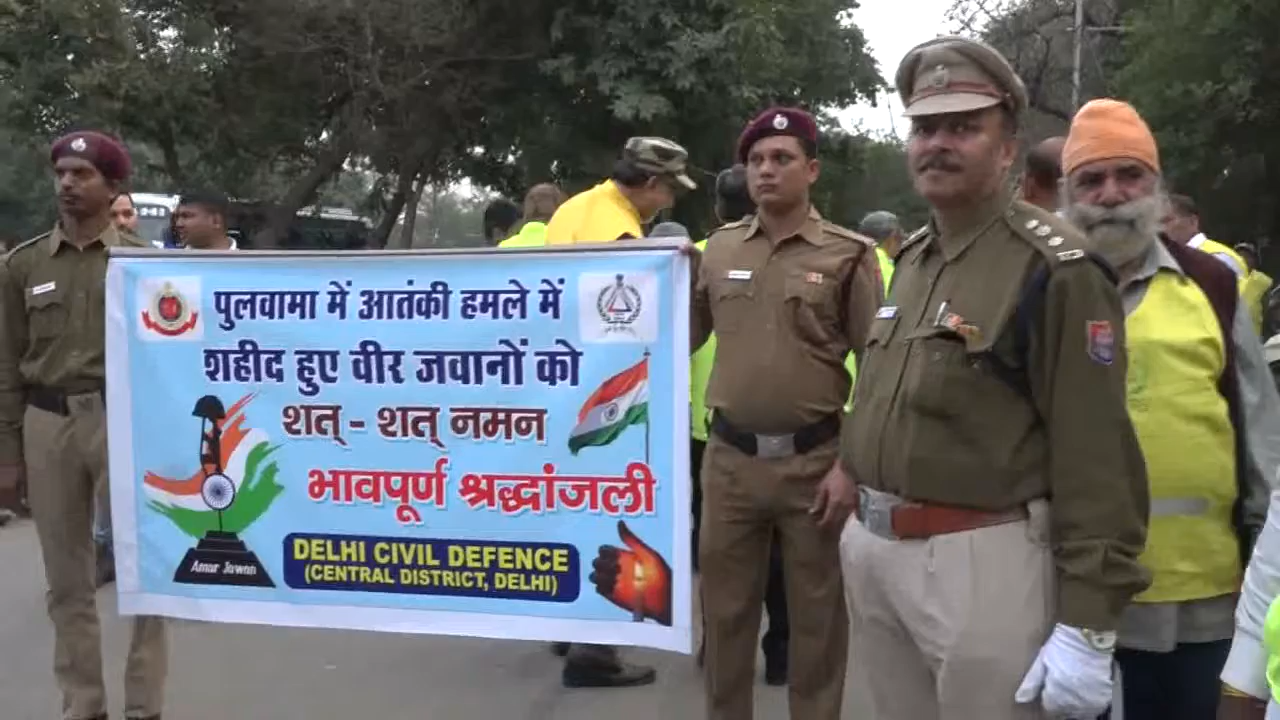 पुलवामा में आतंकी हमले में
शहीद हुए वीर जवानों को
शत् - शत् नमन
भावपूर्ण श्रद्धांजली
Amar Jawan
DELHI CIVIL DEFENCE
(CENTRAL DISTRICT, DELHI)